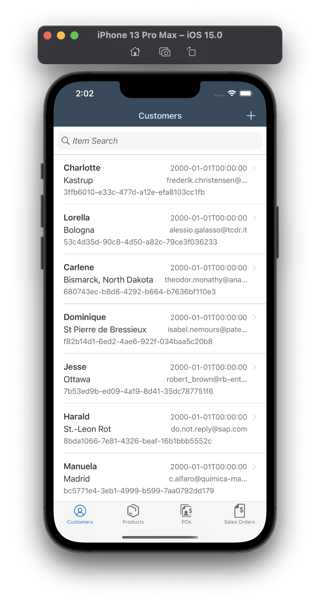 iPhone 13 Pro Max – iOS 15.0
2:02
Customers
Item Search
Charlotte 2000-01-01T00:00:00
Kastrup frederik.christensen@...
3ffb6010-e33c-477d-a12e-efa8103cc1fb
Lorella 2000-01-01T00:00:00
Bologna alessio.galasso@tcdr.it
53c4d35d-90c8-4d50-a82c-79ce3f036233
Carlene 2000-01-01T00:00:00
Bismarck, North Dakota theodor.monathy@ana...
680743ec-b8d8-4292-b664-b7636bf110e3
Dominique 2000-01-01T00:00:00
St Pierre de Bressieux isabel.nemours@pate...
f82b14d1-6ed2-4ae6-922f-034baa5c20b8
Jesse 2000-01-01T00:00:00
Ottawa robert_brown@rb-ent...
7b53ed9b-ed09-4a19-8d41-35dc787751f6
Harald 2000-01-01T00:00:00
St.-Leon Rot do.not.reply@sap.com
8bda1066-7e81-4326-beaf-16b1bbb5552c
Manuela 2000-01-01T00:00:00
Madrid c.alfaro@quimica-ma...
bc5771e4-3eb1-4999-b599-7aa0792dd179
Customers Products POs Sales Orders